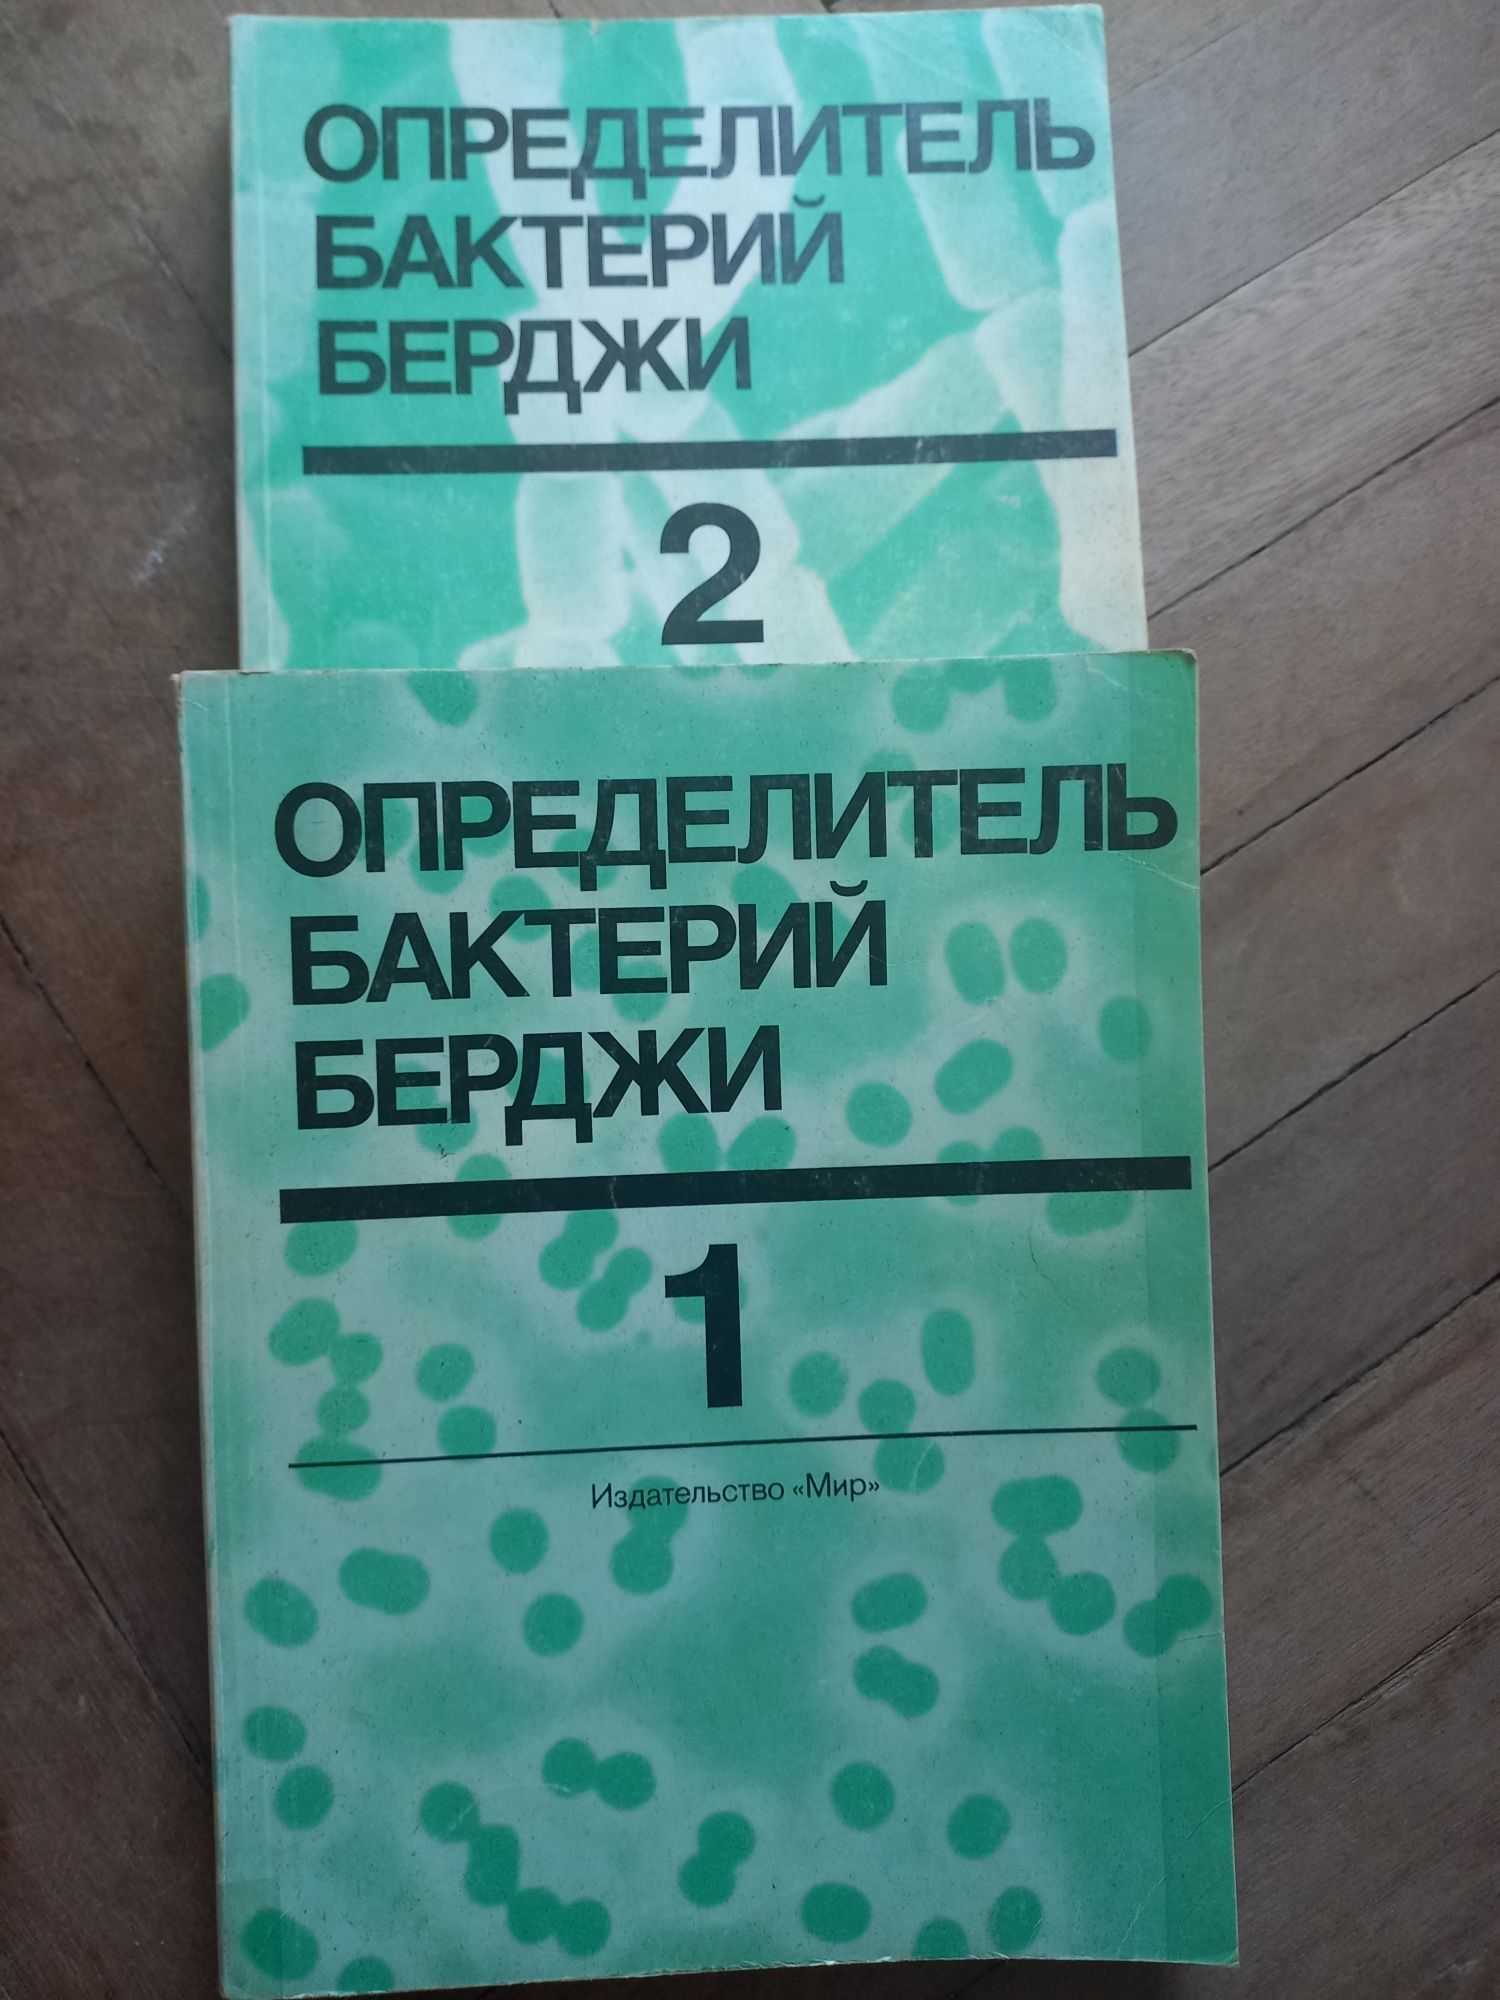 ОПРЕДЕЛИТЕЛЬ
БАКТЕРИЙ
БЕРДЖИ
2
ОПРЕДЕЛИТЕЛЬ
БАКТЕРИЙ
БЕРДЖИ
1
Издательство «Мир»